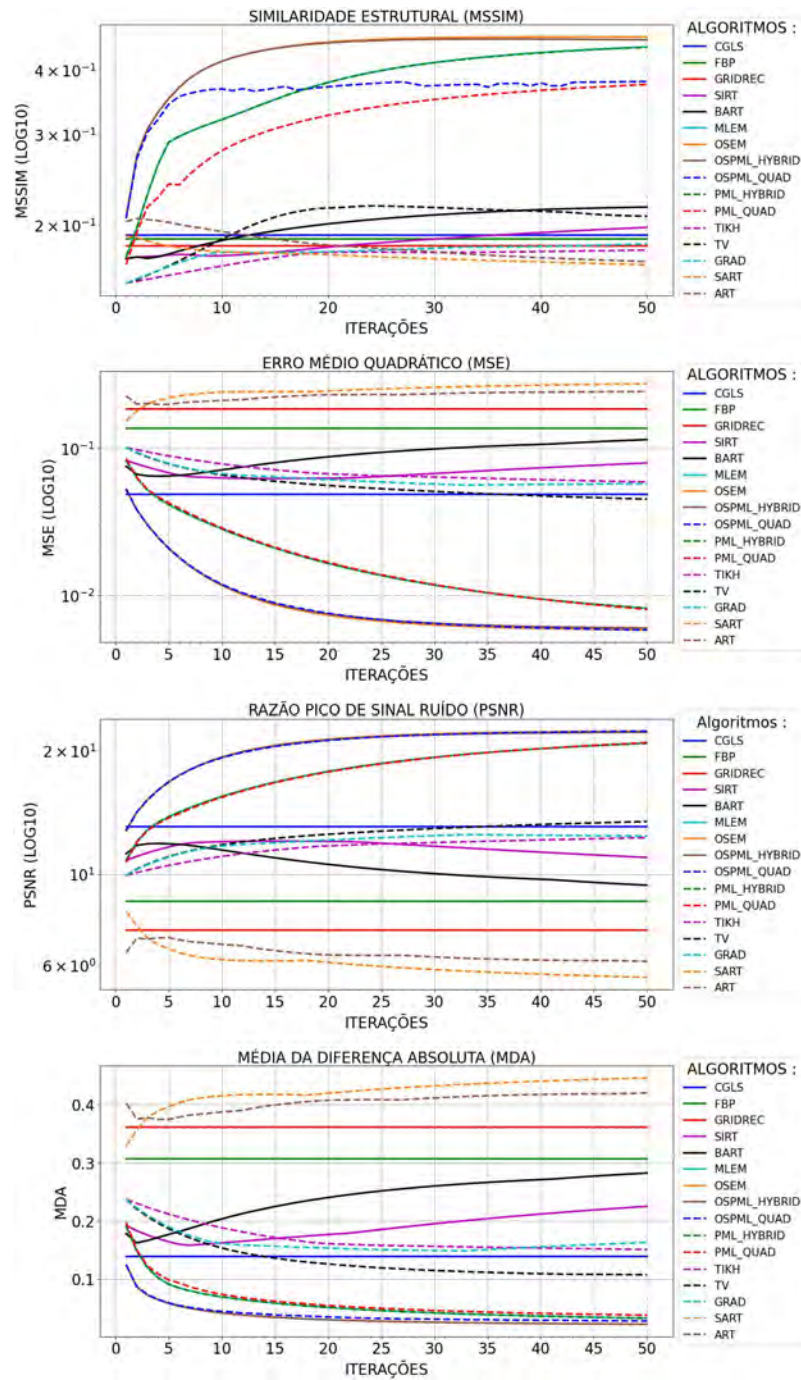 SIMILARIDADE ESTRUTURAL (MSSIM)
MSSIM (LOG10)
4 × 10⁻¹
3 × 10⁻¹
2 × 10⁻¹
0 5 10 15 20 25 30 35 40 45 50
ITERAÇÕES
ALGORITMOS :
CGLS
FBP
GRIDREC
SIRT
BART
MLEM
OSEM
OSPML_HYBRID
OSPML_QUAD
PML_HYBRID
PML_QUAD
TIKH
TV
GRAD
SART
ART
ERRO MÉDIO QUADRÁTICO (MSE)
MSE (LOG10)
10⁻¹
10⁻²
0 5 10 15 20 25 30 35 40 45 50
ITERAÇÕES
ALGORITMOS :
CGLS
FBP
GRIDREC
SIRT
BART
MLEM
OSEM
OSPML_HYBRID
OSPML_QUAD
PML_HYBRID
PML_QUAD
TIKH
TV
GRAD
SART
ART
RAZÃO PICO DE SINAL RUÍDO (PSNR)
PSNR (LOG10)
2 × 10¹
10¹
6 × 10⁰
0 5 10 15 20 25 30 35 40 45 50
ITERAÇÕES
Algoritmos :
CGLS
FBP
GRIDREC
SIRT
BART
MLEM
OSEM
OSPML_HYBRID
OSPML_QUAD
PML_HYBRID
PML_QUAD
TIKH
TV
GRAD
SART
ART
MÉDIA DA DIFERENÇA ABSOLUTA (MDA)
MDA
0.4
0.3
0.2
0.1
0 5 10 15 20 25 30 35 40 45 50
ITERAÇÕES
ALGORITMOS :
CGLS
FBP
GRIDREC
SIRT
BART
MLEM
OSEM
OSPML_HYBRID
OSPML_QUAD
PML_HYBRID
PML_QUAD
TIKH
TV
GRAD
SART
ART